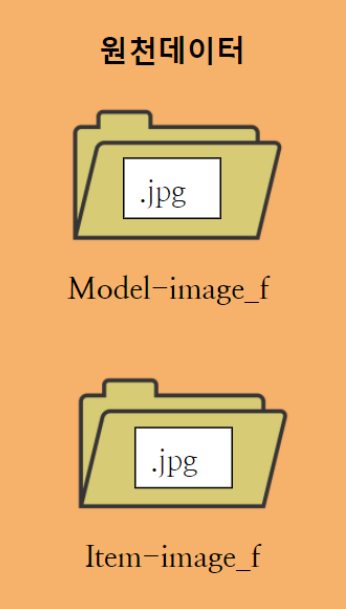 원천데이터
.jpg
Model-image_f
.jpg
Item-image_f